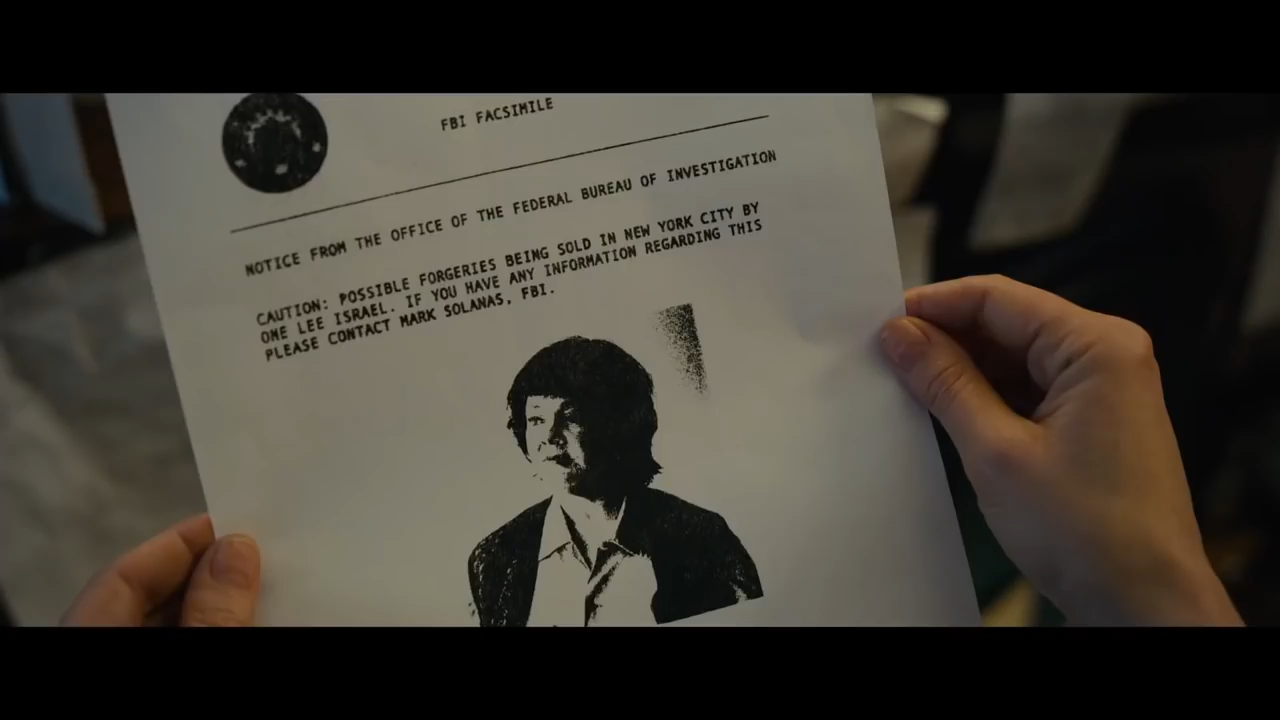 FBI FACSIMILE
NOTICE FROM THE OFFICE OF THE FEDERAL BUREAU OF INVESTIGATION
CAUTION: POSSIBLE FORGERIES BEING SOLD IN NEW YORK CITY BY
ONE LEE ISRAEL. IF YOU HAVE ANY INFORMATION REGARDING THIS
PLEASE CONTACT MARK SOLANAS, FBI.